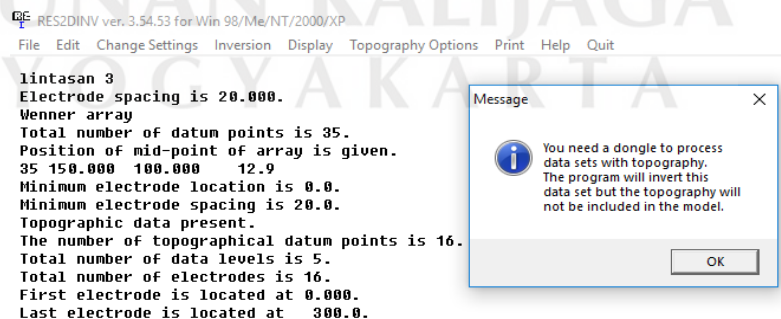 UNAN KALIJAGA
RES2DINV ver. 3.54.53 for Win 98/Me/NT/2000/XP
File Edit Change Settings Inversion Display Topography Options Print Help Quit
YOGYAKARTA
lintasan 3
Electrode spacing is 20.000.
Wenner array
Total number of datum points is 35.
Position of mid-point of array is given.
35 150.000 100.000 12.9
Minimum electrode location is 0.0.
Minimum electrode spacing is 20.0.
Topographic data present.
The number of topographical datum points is 16.
Total number of data levels is 5.
Total number of electrodes is 16.
First electrode is located at 0.000.
Last electrode is located at 300.0.
Message
You need a dongle to process
data sets with topography.
The program will invert this
data set but the topography will
not be included in the model.
OK